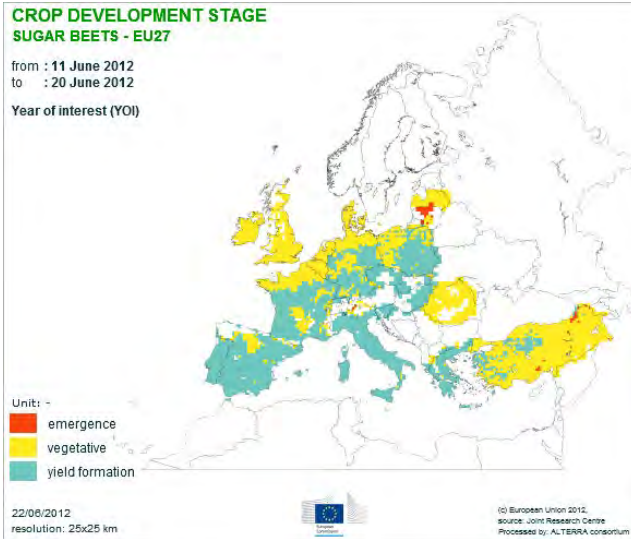 CROP DEVELOPMENT STAGE
SUGAR BEETS - EU27
from : 11 June 2012
to : 20 June 2012
Year of interest (YOI)
Unit: -
emergence
vegetative
yield formation
22/06/2012
resolution: 25x25 km
European
Commission
(c) European Union 2012,
source: Joint Research Centre
Processed by: ALTERRA consortium